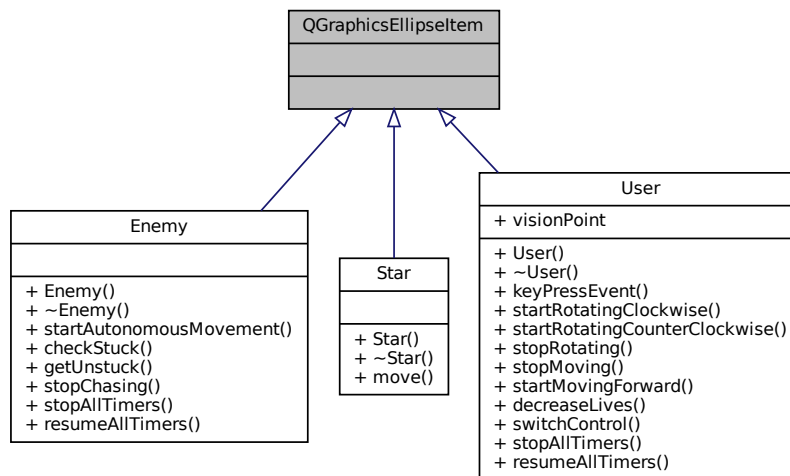 QGraphicsEllipseItem
Enemy
+ Enemy()
+ ~Enemy()
+ startAutonomousMovement()
+ checkStuck()
+ getUnstuck()
+ stopChasing()
+ stopAllTimers()
+ resumeAllTimers()
Star
+ Star()
+ ~Star()
+ move()
User
+ visionPoint
+ User()
+ ~User()
+ keyPressEvent()
+ startRotatingClockwise()
+ startRotatingCounterClockwise()
+ stopRotating()
+ stopMoving()
+ startMovingForward()
+ decreaseLives()
+ switchControl()
+ stopAllTimers()
+ resumeAllTimers()